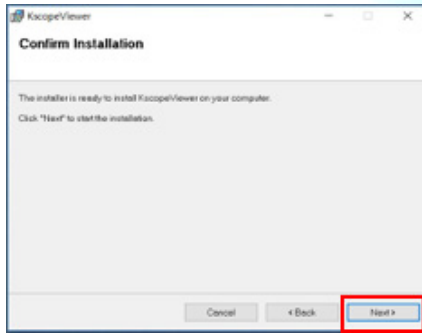 KscopeViewer
Confirm Installation
The installer is ready to install KscopeViewer on your computer.
Click "Next" to start the installation.
Cancel
< Back
Next >